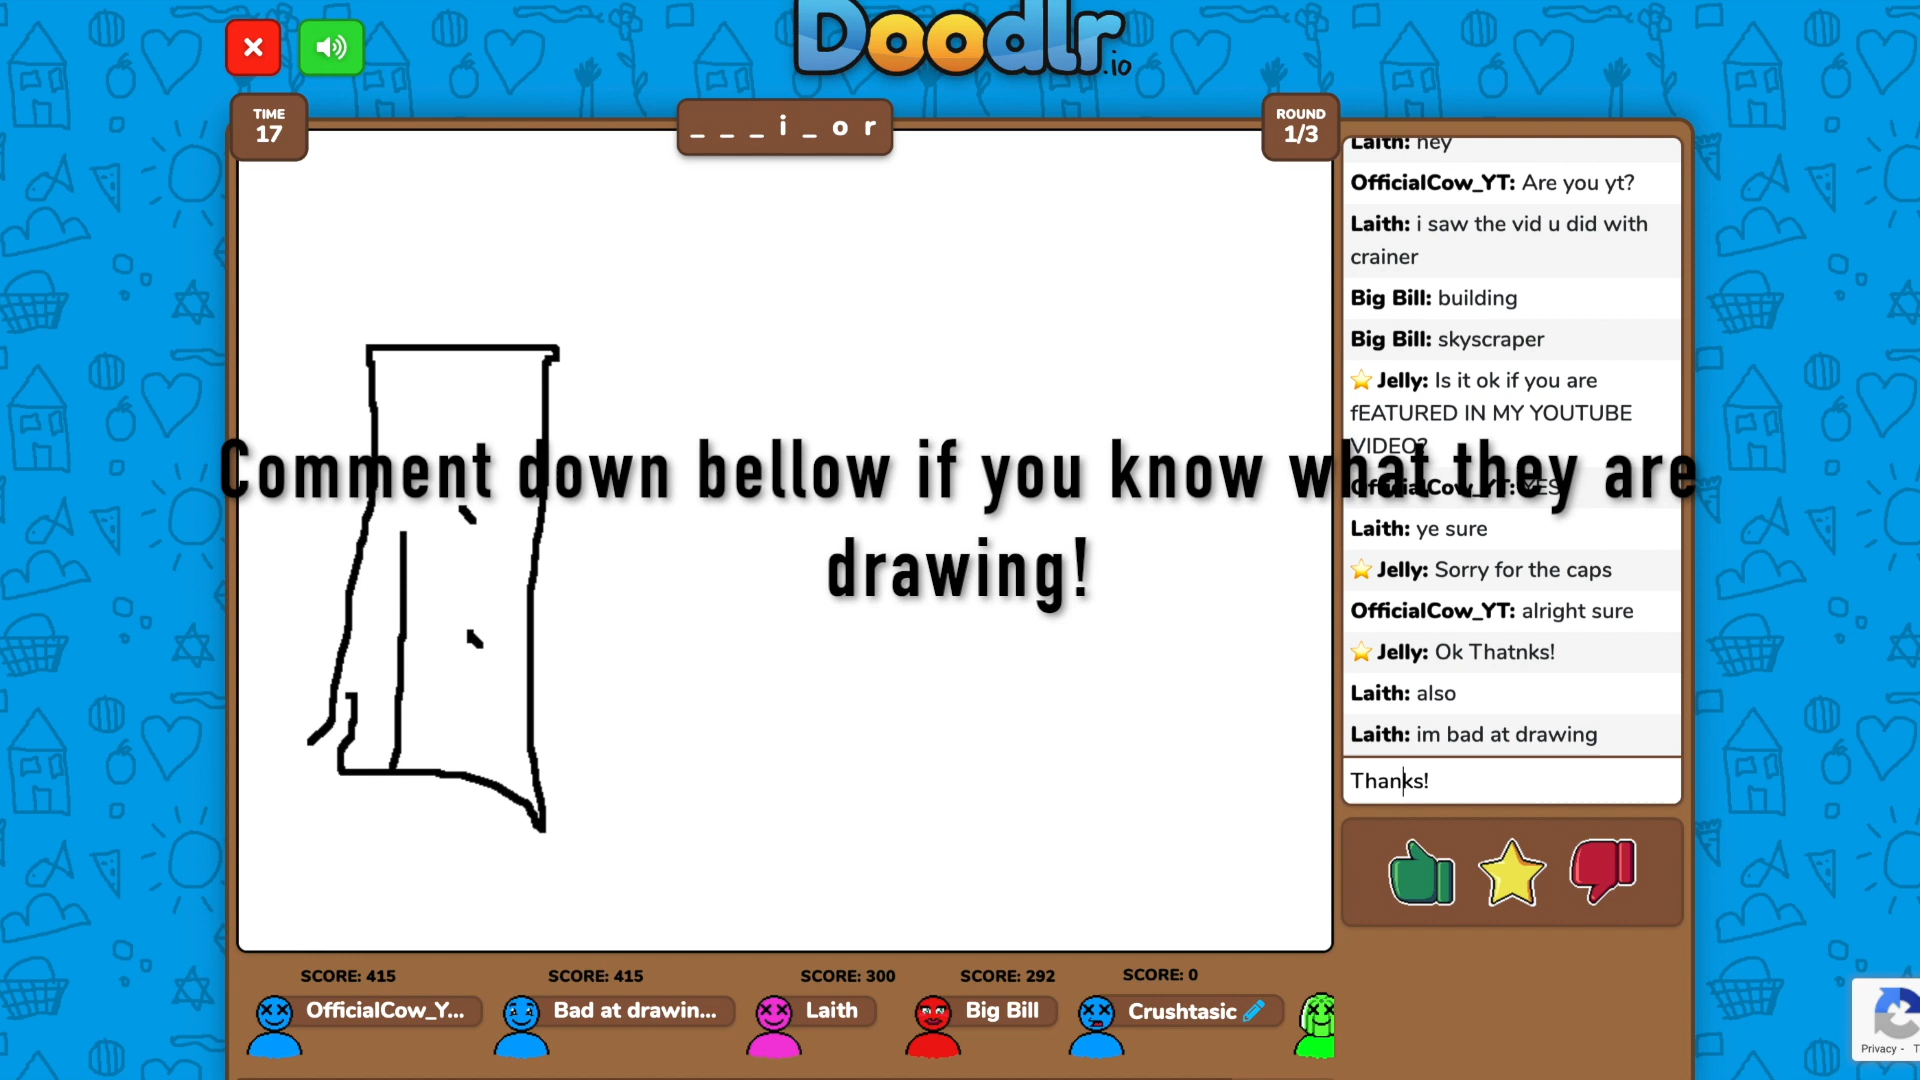 Doodlr.io
TIME
17
_ _ _ i _ o r
ROUND
1/3
Laith: hey
OfficialCow_YT: Are you yt?
Laith: i saw the vid u did with
crainer
Big Bill: building
Big Bill: skyscraper
Jelly: Is it ok if you are
fEATURED IN MY YOUTUBE
VIDEO?
OfficialCow_YT: YES
Laith: ye sure
Jelly: Sorry for the caps
OfficialCow_YT: alright sure
Jelly: Ok Thatnks!
Laith: also
Laith: im bad at drawing
Thanks!
Comment down bellow if you know what they are
drawing!
SCORE: 415
SCORE: 415
SCORE: 300
SCORE: 292
SCORE: 0
OfficialCow_Y...
Bad at drawin...
Laith
Big Bill
Crushtasic
Privacy - T